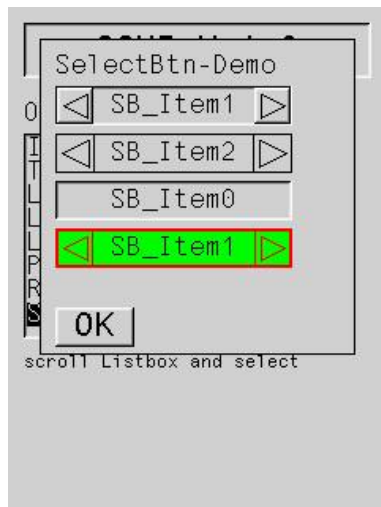 SelectBtn-Demo
SB_Item1
SB_Item2
SB_Item0
SB_Item1
OK
scroll Listbox and select